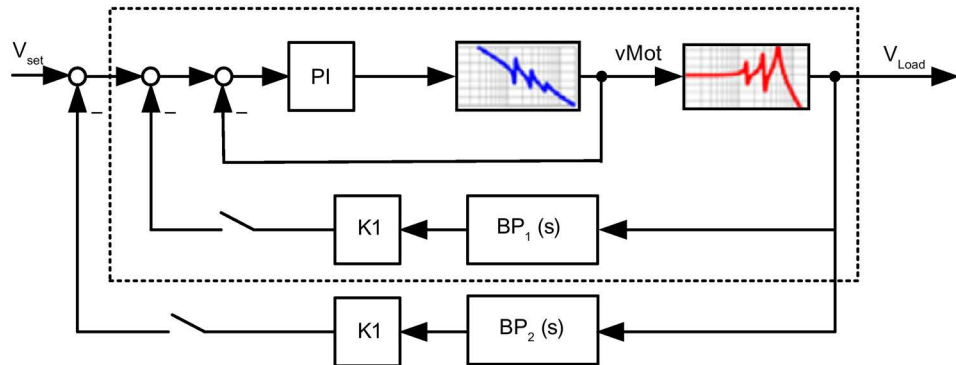 V_set
PI
vMot
V_Load
–
–
–
K1
BP_1 (s)
K1
BP_2 (s)